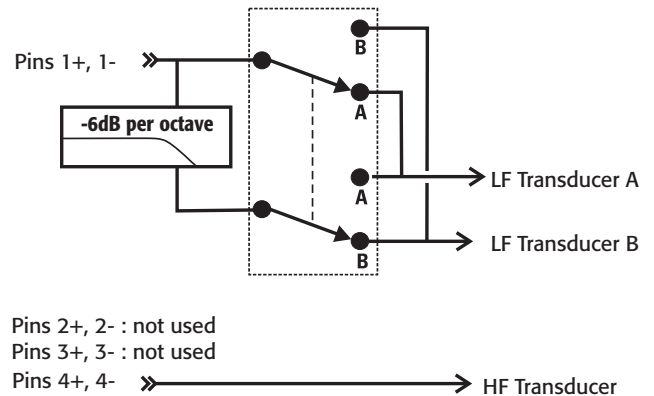 B
Pins 1+, 1-
A
-6dB per octave
A
LF Transducer A
B
LF Transducer B
Pins 2+, 2- : not used
Pins 3+, 3- : not used
Pins 4+, 4-
HF Transducer